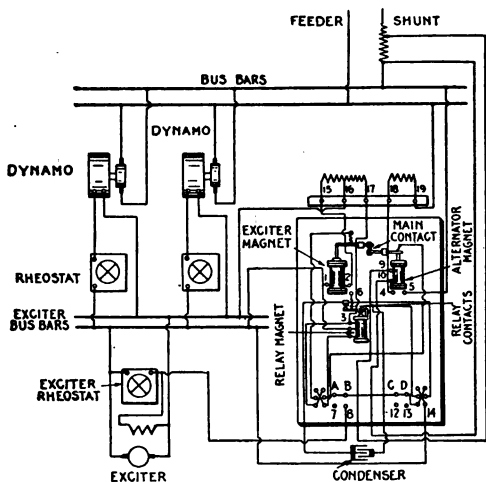 FEEDER
SHUNT
BUS BARS
DYNAMO
DYNAMO
15 16 17 18 19
EXCITER MAGNET
MAIN CONTACT
ALTERNATOR MAGNET
1 2
9
10
4 5
RHEOSTAT
6
EXCITER BUS BARS
RELAY MAGNET
3
RELAY CONTACTS
EXCITER RHEOSTAT
A B C D
7 8 12 13 14
EXCITER
CONDENSER